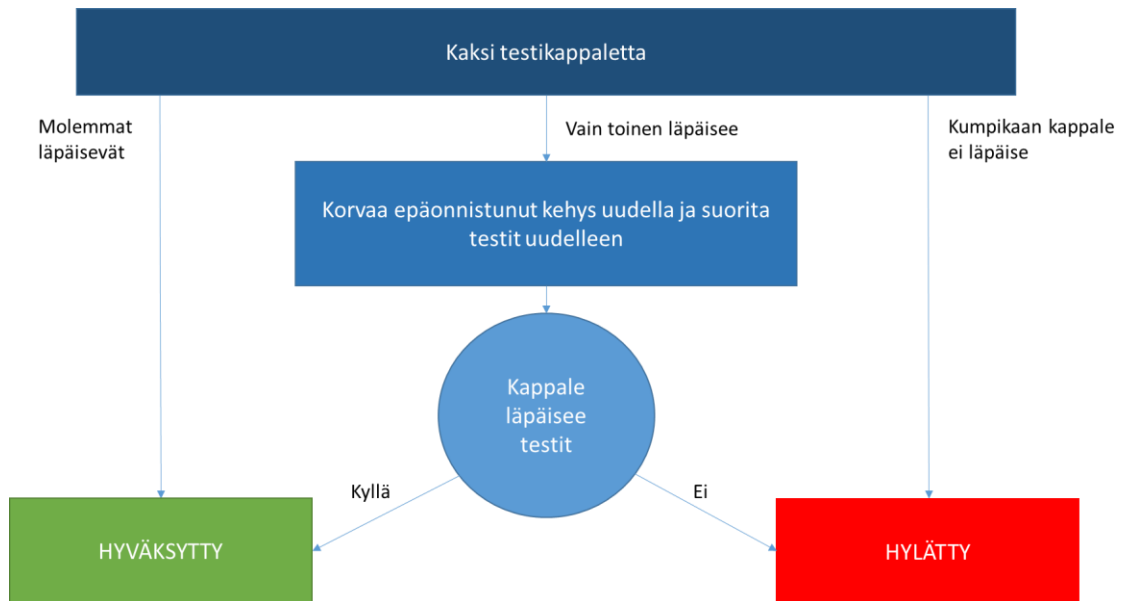 Kaksi testikappaletta
Molemmat
läpäisevät
Vain toinen läpäisee
Kumpikaan kappale
ei läpäise
Korvaa epäonnistunut kehys uudella ja suorita
testit uudelleen
Kappale
läpäisee
testit
Kyllä
Ei
HYVÄKSYTTY
HYLÄTTY